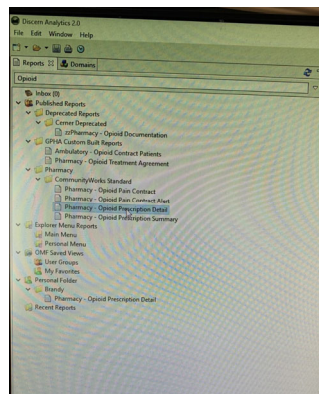 Discern Analytics 2.0
File Edit Window Help
Reports Domains
Opioid
Inbox (0)
Published Reports
Deprecated Reports
Cerner Deprecated
zzPharmacy - Opioid Documentation
GPHA Custom Built Reports
Ambulatory - Opioid Contract Patients
Pharmacy - Opioid Treatment Agreement
Pharmacy
CommunityWorks Standard
Pharmacy - Opioid Pain Contract
Pharmacy - Opioid Pain Contract Alert
Pharmacy - Opioid Prescription Detail
Pharmacy - Opioid Prescription Summary
Explorer Menu Reports
Main Menu
Personal Menu
OMF Saved Views
User Groups
My Favorites
Personal Folder
Brandy
Pharmacy - Opioid Prescription Detail
Recent Reports